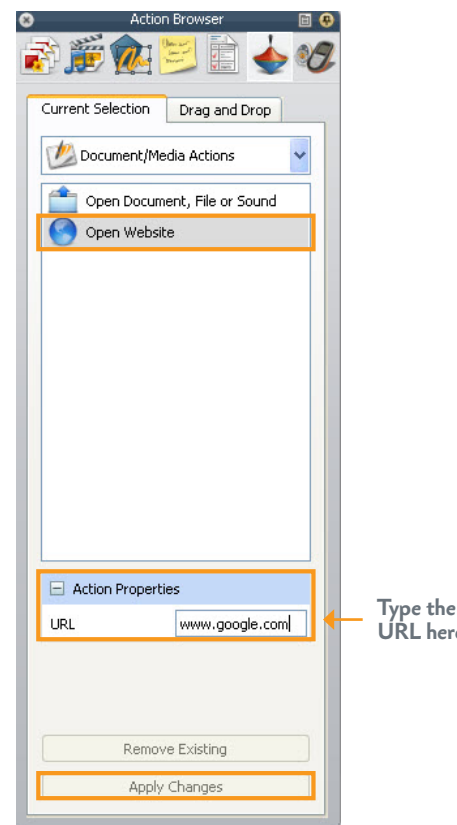 Action Browser
Current Selection
Drag and Drop
Document/Media Actions
Open Document, File or Sound
Open Website
Action Properties
URL
www.google.com
Type the
URL here
Remove Existing
Apply Changes